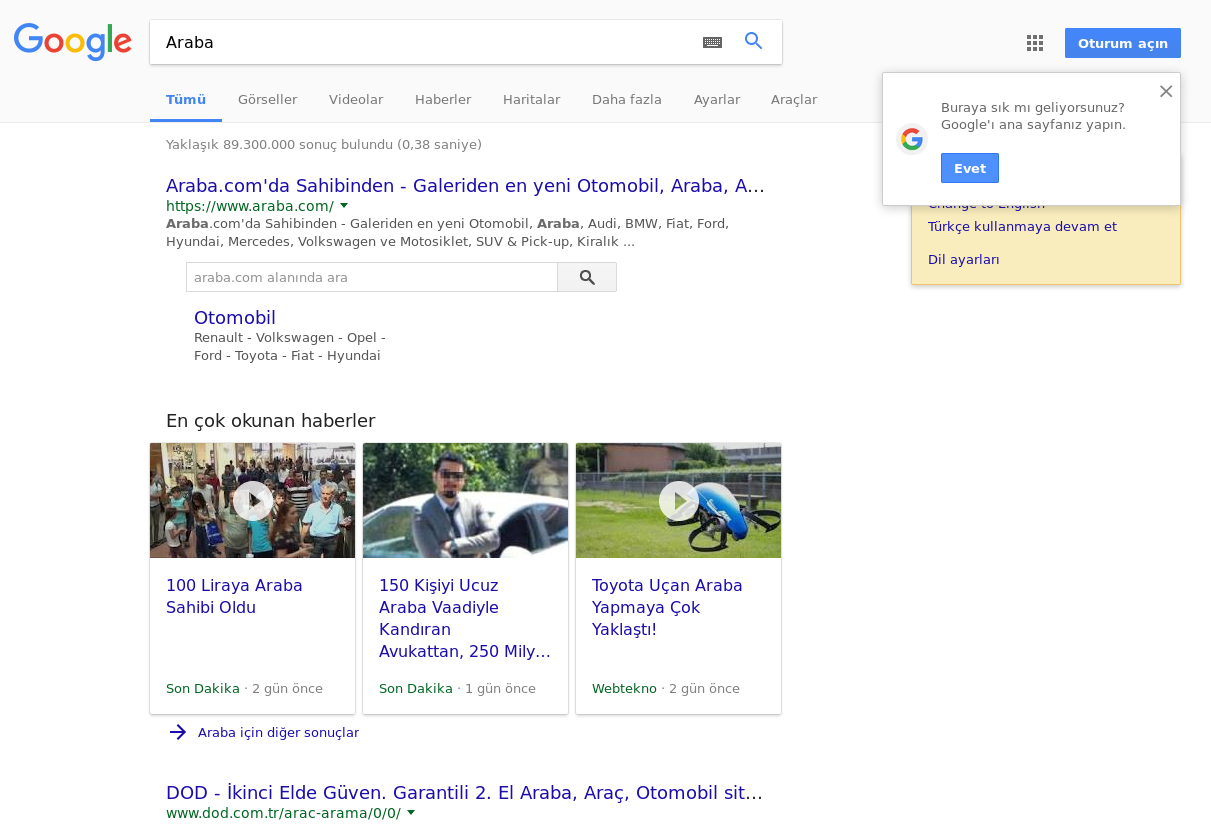 Google
Araba
Oturum açın
Tümü
Görseller
Videolar
Haberler
Haritalar
Daha fazla
Ayarlar
Araçlar
Buraya sık mı geliyorsunuz?
Google'ı ana sayfanız yapın.
Evet
Change to English
Türkçe kullanmaya devam et
Dil ayarları
Yaklaşık 89.300.000 sonuç bulundu (0,38 saniye)
Araba.com'da Sahibinden - Galeriden en yeni Otomobil, Araba, A...
https://www.araba.com/
Araba.com'da Sahibinden - Galeriden en yeni Otomobil, Araba, Audi, BMW, Fiat, Ford,
Hyundai, Mercedes, Volkswagen ve Motosiklet, SUV & Pick-up, Kiralık ...
araba.com alanında ara
Otomobil
Renault - Volkswagen - Opel -
Ford - Toyota - Fiat - Hyundai
En çok okunan haberler
100 Liraya Araba
Sahibi Oldu
Son Dakika · 2 gün önce
150 Kişiyi Ucuz
Araba Vaadiyle
Kandıran
Avukattan, 250 Mily...
Son Dakika · 1 gün önce
Toyota Uçan Araba
Yapmaya Çok
Yaklaştı!
Webtekno · 2 gün önce
Araba için diğer sonuçlar
DOD - İkinci Elde Güven. Garantili 2. El Araba, Araç, Otomobil sit...
www.dod.com.tr/arac-arama/0/0/